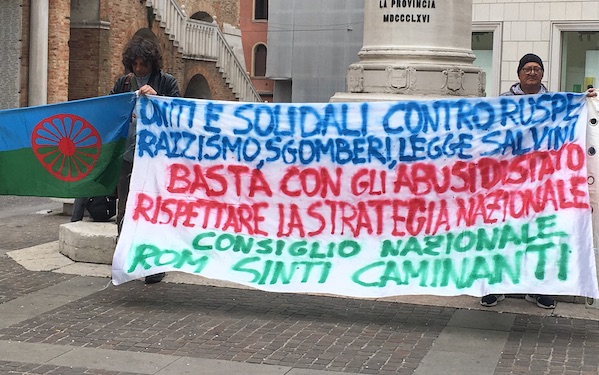 LA PROVINCIA
MDCCCLXVI
UNITI E SOLIDALI CONTRO RUSPE
RAZZISMO, SGOMBERI, LEGGE SALVINI
BASTA CON GLI ABUSI DI STATO
RISPETTARE LA STRATEGIA NAZIONALE
CONSIGLIO NAZIONALE
ROM SINTI CAMINANTI